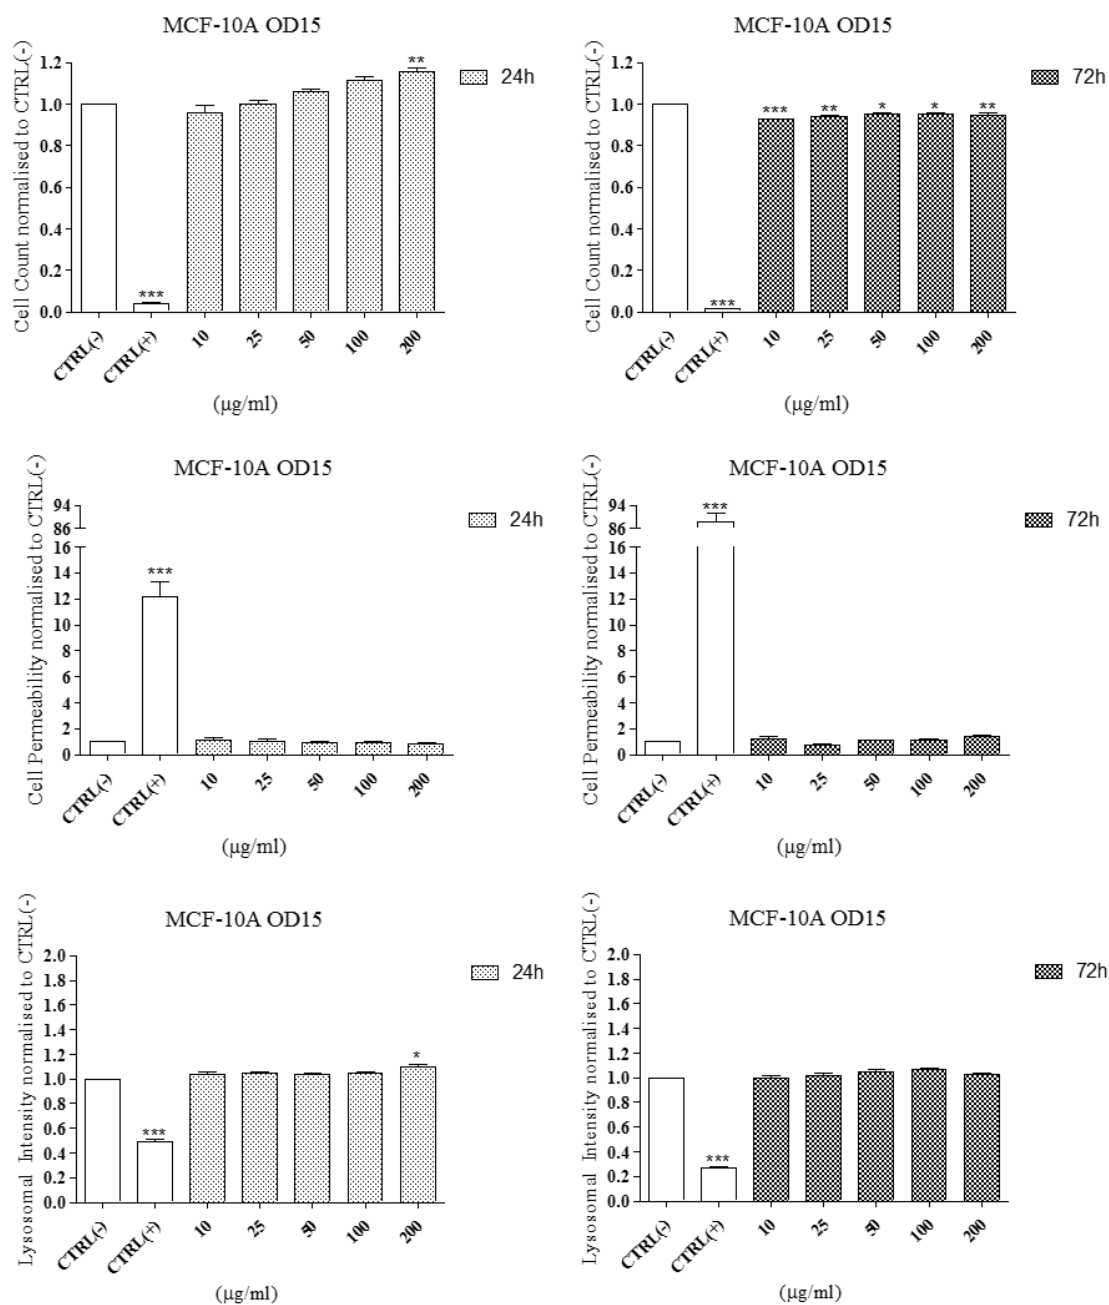 MCF-10A OD15
Cell Count normalised to CTRL(-)
1.2
1.0
0.8
0.6
0.4
0.2
0.0
***
**
24h
CTRL(-)
CTRL(+)
10
25
50
100
200
(µg/ml)
MCF-10A OD15
Cell Count normalised to CTRL(-)
1.2
1.0
0.8
0.6
0.4
0.2
0.0
***
***
**
*
*
**
72h
CTRL(-)
CTRL(+)
10
25
50
100
200
(µg/ml)
MCF-10A OD15
Cell Permeability normalised to CTRL(-)
94
86
16
14
12
10
8
6
4
2
0
***
24h
CTRL(-)
CTRL(+)
10
25
50
100
200
(µg/ml)
MCF-10A OD15
Cell Permeability normalised to CTRL(-)
94
86
16
14
12
10
8
6
4
2
0
***
72h
CTRL(-)
CTRL(+)
10
25
50
100
200
(µg/ml)
MCF-10A OD15
Lysosomal Intensity normalised to CTRL(-)
2.0
1.8
1.6
1.4
1.2
1.0
0.8
0.6
0.4
0.2
0.0
***
*
24h
CTRL(-)
CTRL(+)
10
25
50
100
200
(µg/ml)
MCF-10A OD15
Lysosomal Intensity normalised to CTRL(-)
2.0
1.8
1.6
1.4
1.2
1.0
0.8
0.6
0.4
0.2
0.0
***
72h
CTRL(-)
CTRL(+)
10
25
50
100
200
(µg/ml)